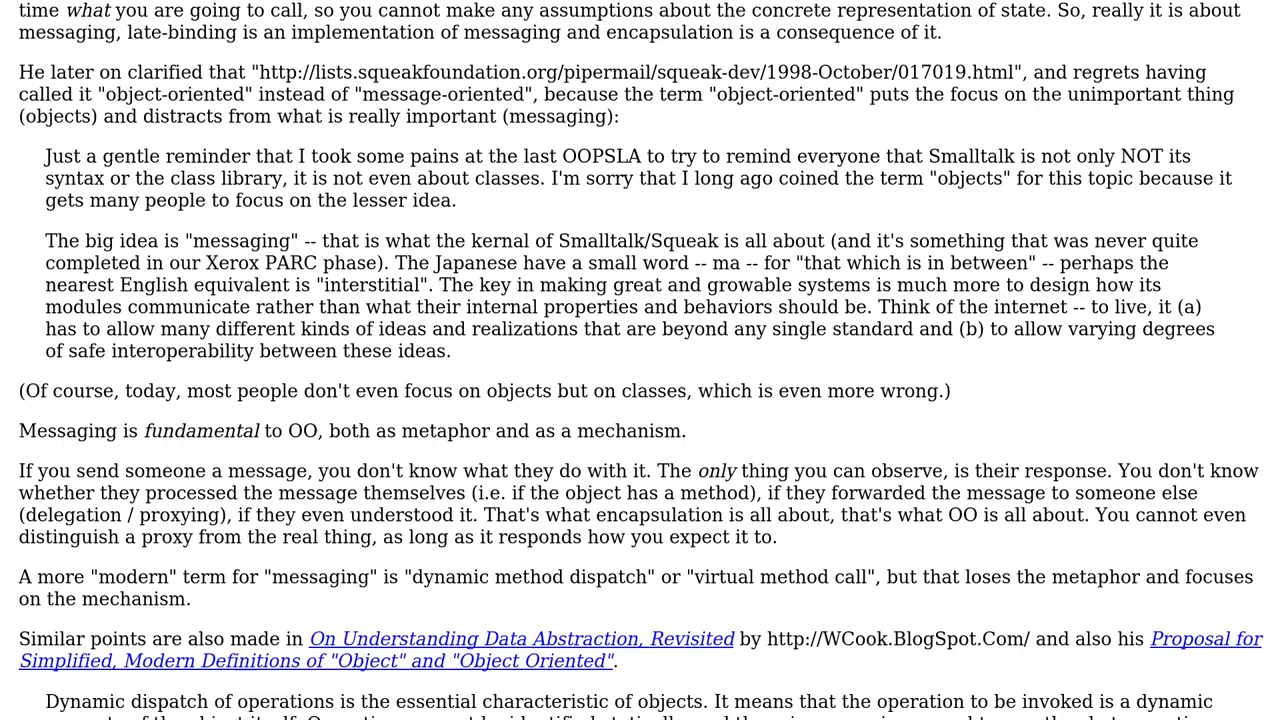 time what you are going to call, so you cannot make any assumptions about the concrete representation of state. So, really it is about
messaging, late-binding is an implementation of messaging and encapsulation is a consequence of it.
He later on clarified that "http://lists.squeakfoundation.org/pipermail/squeak-dev/1998-October/017019.html", and regrets having
called it "object-oriented" instead of "message-oriented", because the term "object-oriented" puts the focus on the unimportant thing
(objects) and distracts from what is really important (messaging):
Just a gentle reminder that I took some pains at the last OOPSLA to try to remind everyone that Smalltalk is not only NOT its
syntax or the class library, it is not even about classes. I'm sorry that I long ago coined the term "objects" for this topic because it
gets many people to focus on the lesser idea.
The big idea is "messaging" -- that is what the kernal of Smalltalk/Squeak is all about (and it's something that was never quite
completed in our Xerox PARC phase). The Japanese have a small word -- ma -- for "that which is in between" -- perhaps the
nearest English equivalent is "interstitial". The key in making great and growable systems is much more to design how its
modules communicate rather than what their internal properties and behaviors should be. Think of the internet -- to live, it (a)
has to allow many different kinds of ideas and realizations that are beyond any single standard and (b) to allow varying degrees
of safe interoperability between these ideas.
(Of course, today, most people don't even focus on objects but on classes, which is even more wrong.)
Messaging is fundamental to OO, both as metaphor and as a mechanism.
If you send someone a message, you don't know what they do with it. The only thing you can observe, is their response. You don't know
whether they processed the message themselves (i.e. if the object has a method), if they forwarded the message to someone else
(delegation / proxying), if they even understood it. That's what encapsulation is all about, that's what OO is all about. You cannot even
distinguish a proxy from the real thing, as long as it responds how you expect it to.
A more "modern" term for "messaging" is "dynamic method dispatch" or "virtual method call", but that loses the metaphor and focuses
on the mechanism.
Similar points are also made in On Understanding Data Abstraction, Revisited by http://WCook.BlogSpot.Com/ and also his Proposal for
Simplified, Modern Definitions of "Object" and "Object Oriented".
Dynamic dispatch of operations is the essential characteristic of objects. It means that the operation to be invoked is a dynamic